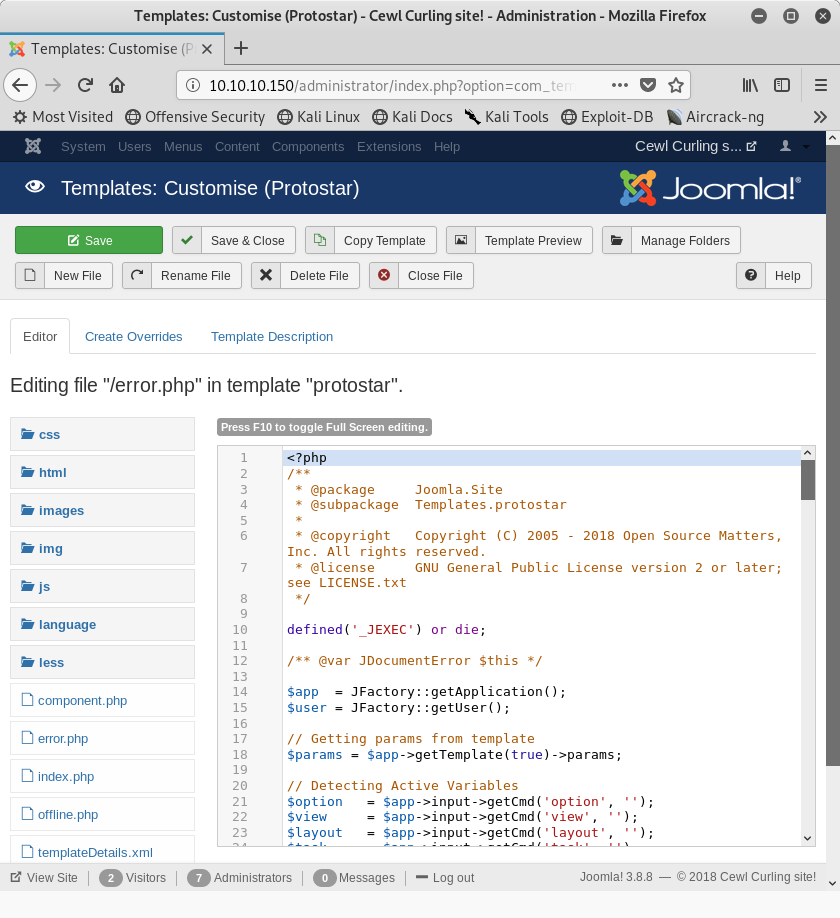 Templates: Customise (Protostar) - Cewl Curling site! - Administration - Mozilla Firefox
Templates: Customise (P
10.10.10.150/administrator/index.php?option=com_tem
Most Visited Offensive Security Kali Linux Kali Docs Kali Tools Exploit-DB Aircrack-ng
System Users Menus Content Components Extensions Help Cewl Curling s...
Templates: Customise (Protostar) Joomla!®
Save Save & Close Copy Template Template Preview Manage Folders
New File Rename File Delete File Close File Help
Editor Create Overrides Template Description
Editing file "/error.php" in template "protostar".
css
html
images
img
js
language
less
component.php
error.php
index.php
offline.php
templateDetails.xml
Press F10 to toggle Full Screen editing.
1 <?php
2 /**
3  * @package     Joomla.Site
4  * @subpackage  Templates.protostar
5  *
6  * @copyright   Copyright (C) 2005 - 2018 Open Source Matters,
Inc. All rights reserved.
7  * @license     GNU General Public License version 2 or later;
see LICENSE.txt
8  */
9
10 defined('_JEXEC') or die;
11
12 /** @var JDocumentError $this */
13
14 $app  = JFactory::getApplication();
15 $user = JFactory::getUser();
16
17 // Getting params from template
18 $params = $app->getTemplate(true)->params;
19
20 // Detecting Active Variables
21 $option   = $app->input->getCmd('option', '');
22 $view     = $app->input->getCmd('view', '');
23 $layout   = $app->input->getCmd('layout', '');
24 $task     = $app->input->getCmd('task', '');
View Site 2 Visitors 7 Administrators 0 Messages Log out Joomla! 3.8.8 — © 2018 Cewl Curling site!